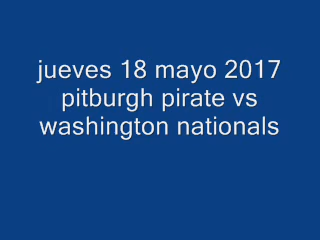 jueves 18 mayo 2017
pitburgh pirate vs
washington nationals